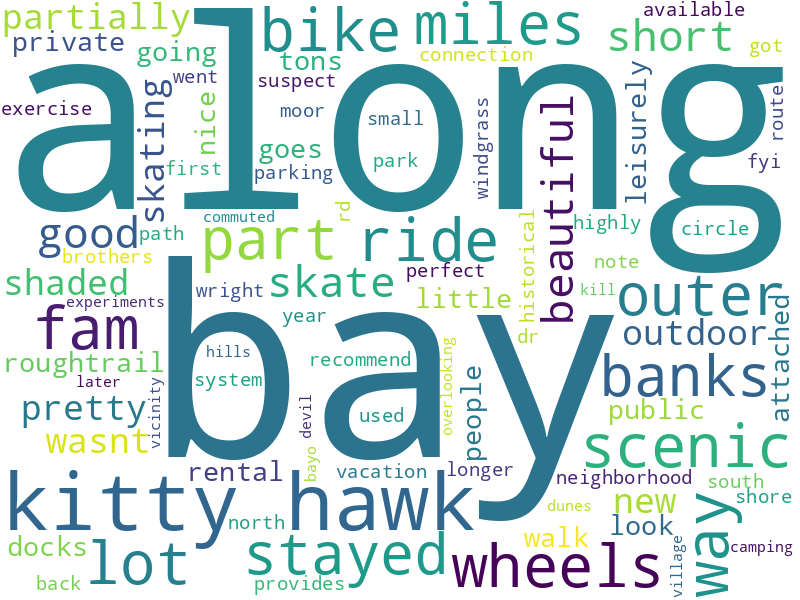 partially
bike
miles
available
private
going
tons
connection
short
got
went
suspect
along
exercise
skating
nice
moor
small
windgrass
beautiful
leisurely
route
first
goes
park
fyi
parking
commuted
rd
highly
circle
good
path
part
ride
historical
brothers
perfect
note
shaded
experiments
wright
skate
little
kill
outer
fam
year
dr
outdoor
attached
hills
recommend
overlooking
roughtrail
later
system
banks
pretty
vicinity
bay
used
people
public
wasnt
devil
scenic
rental
bayo
vacation
longer
neighborhood
south
kitty
hawk
new
way
shore
north
dunes
look
docks
lot
stayed
walk
village
camping
back
provides
wheels